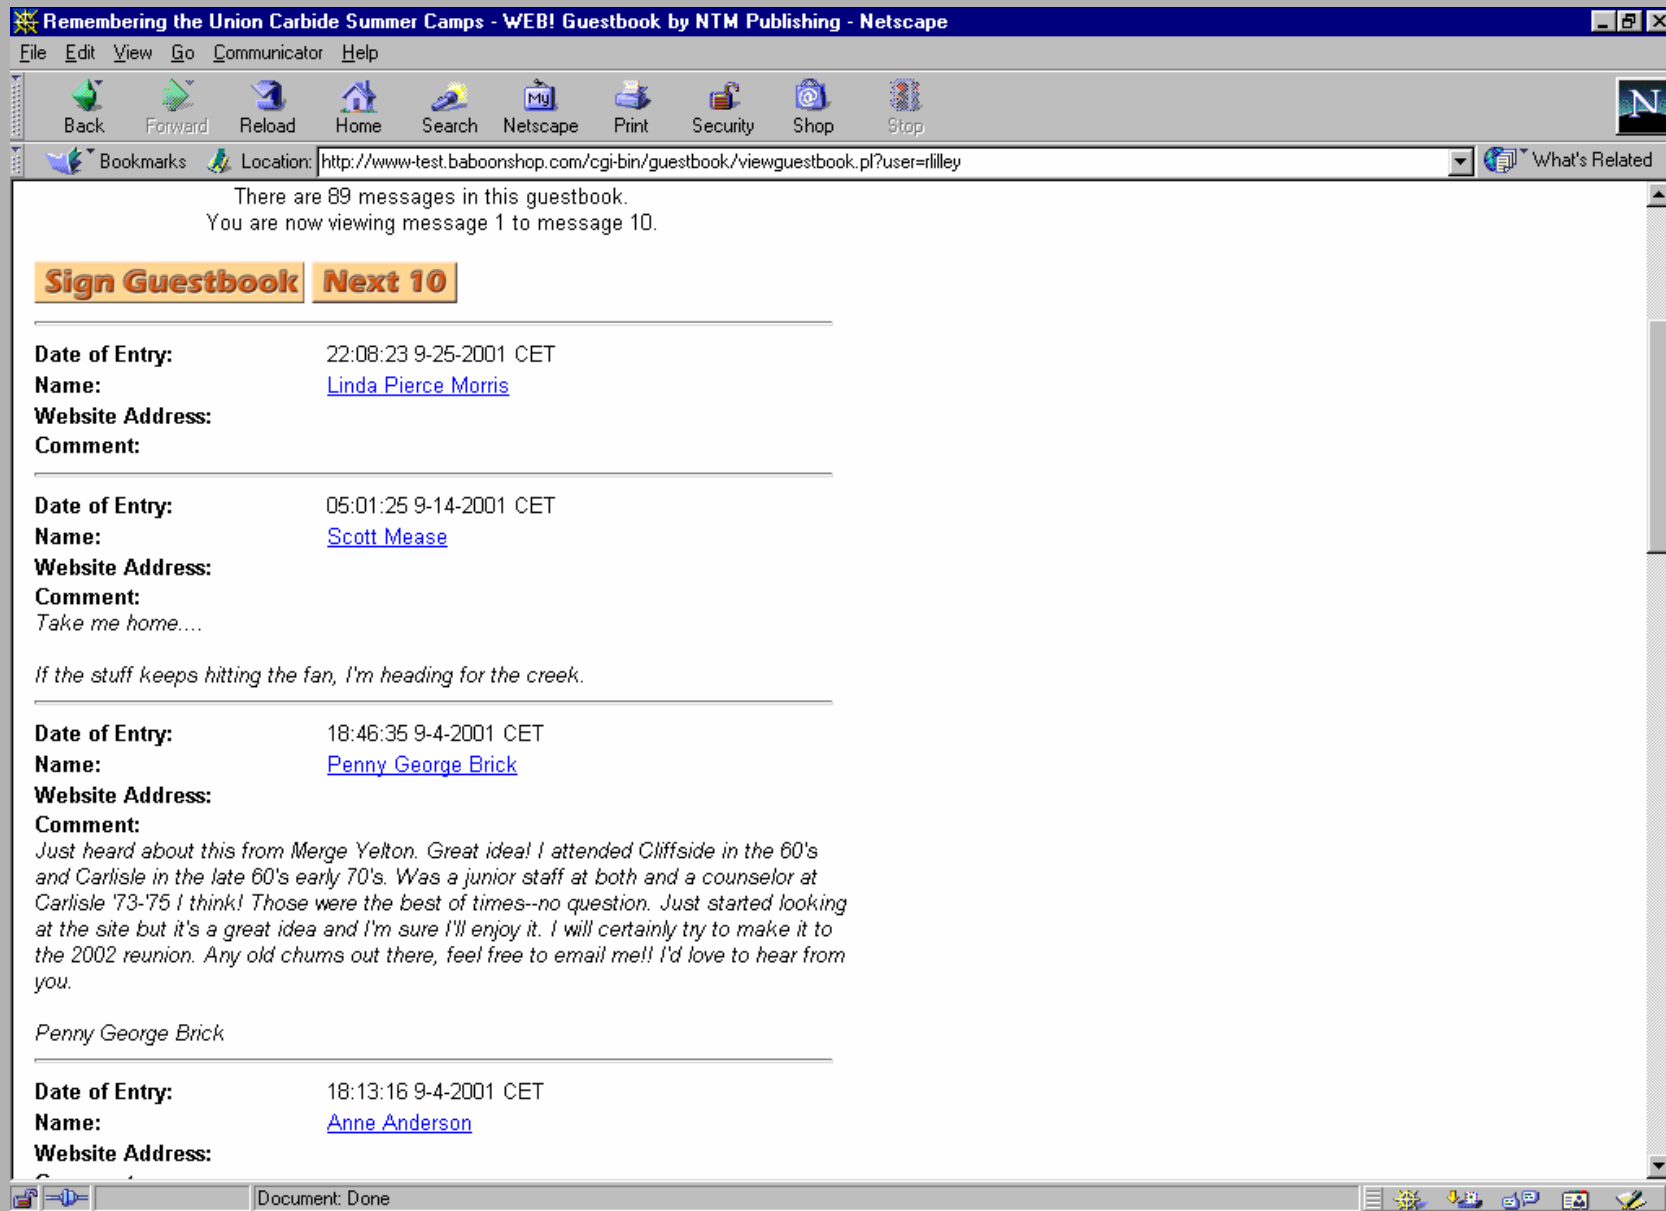 Remembering the Union Carbide Summer Camps - WEB! Guestbook by NTM Publishing - Netscape
File Edit View Go Communicator Help
My
N
Back Forward Reload Home Search Netscape Print Security Shop Stop
Bookmarks Location: http://www-test.baboonshop.com/cgi-bin/guestbook/viewguestbook.pl?user=rlilley What's Related
There are 89 messages in this guestbook.
You are now viewing message 1 to message 10.
Sign Guestbook Next 10
Date of Entry: 22:08:23 9-25-2001 CET
Name: Linda Pierce Morris
Website Address:
Comment:
Date of Entry: 05:01:25 9-14-2001 CET
Name: Scott Mease
Website Address:
Comment:
Take me home....
If the stuff keeps hitting the fan, I'm heading for the creek.
Date of Entry: 18:46:35 9-4-2001 CET
Name: Penny George Brick
Website Address:
Comment:
Just heard about this from Merge Yelton. Great idea! I attended Cliffside in the 60's
and Carlisle in the late 60's early 70's. Was a junior staff at both and a counselor at
Carlisle '73-'75 I think! Those were the best of times--no question. Just started looking
at the site but it's a great idea and I'm sure I'll enjoy it. I will certainly try to make it to
the 2002 reunion. Any old chums out there, feel free to email me!! I'd love to hear from
you.
Penny George Brick
Date of Entry: 18:13:16 9-4-2001 CET
Name: Anne Anderson
Website Address:
Document: Done